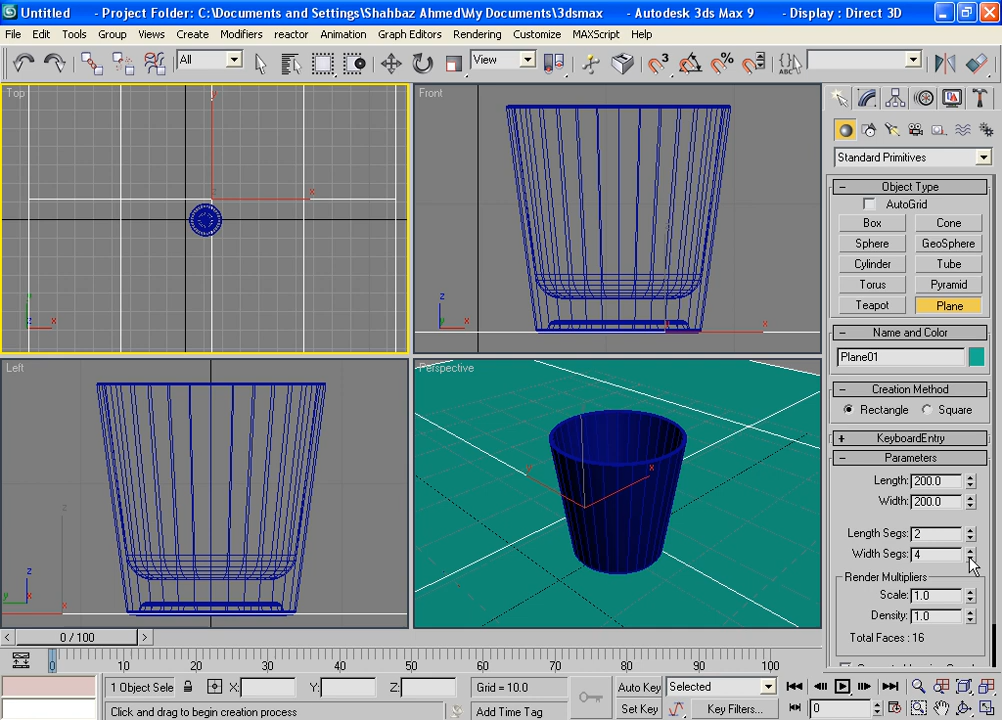 Untitled - Project Folder: C:\Documents and Settings\Shahbaz Ahmed\My Documents\3dsmax - Autodesk 3ds Max 9 - Display : Direct 3D
File Edit Tools Group Views Create Modifiers reactor Animation Graph Editors Rendering Customize MAXScript Help
All View 3 % ABC
Top Front
y z x
z y x
z x
Left Perspective
z y x
y x
Standard Primitives
Object Type
AutoGrid
Box Cone
Sphere GeoSphere
Cylinder Tube
Torus Pyramid
Teapot Plane
Name and Color
Plane01
Creation Method
Rectangle Square
+ KeyboardEntry
Parameters
Length: 200.0
Width: 200.0
Length Segs: 2
Width Segs: 4
Render Multipliers
Scale: 1.0
Density: 1.0
Total Faces : 16
< 0 / 100 >
0 10 20 30 40 50 60 70 80 90 100
1 Object Sele X: Y: Z: Grid = 10.0 Auto Key Selected
Click and drag to begin creation process Add Time Tag Set Key Key Filters... 0